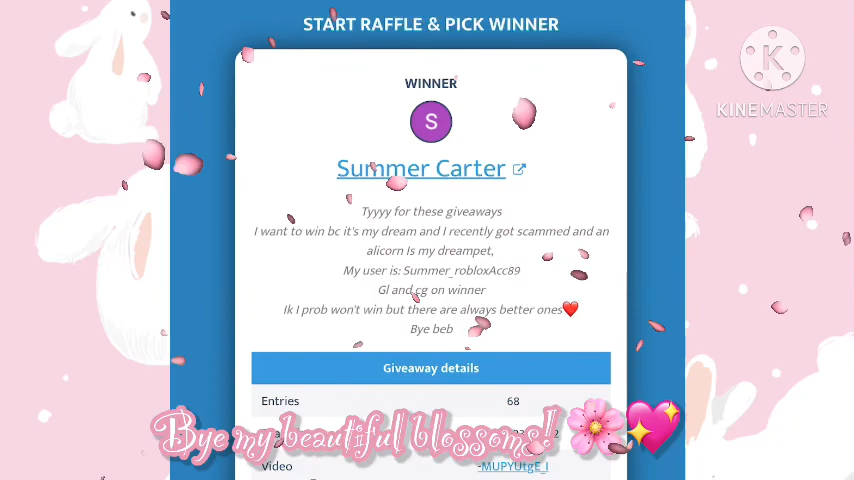 START RAFFLE & PICK WINNER
KINEMASTER
WINNER
S
Summer Carter
Tyyyy for these giveaways
I want to win bc it's my dream and I recently got scammed and an
alicorn Is my dreampet,
My user is: Summer_robloxAcc89
Gl and cg on winner
Ik I prob won't win but there are always better ones❤️
Bye beb
Giveaway details
Entries 68
Bye my beautiful blossoms! 🌸💖
Video -MUPYUtgE_I